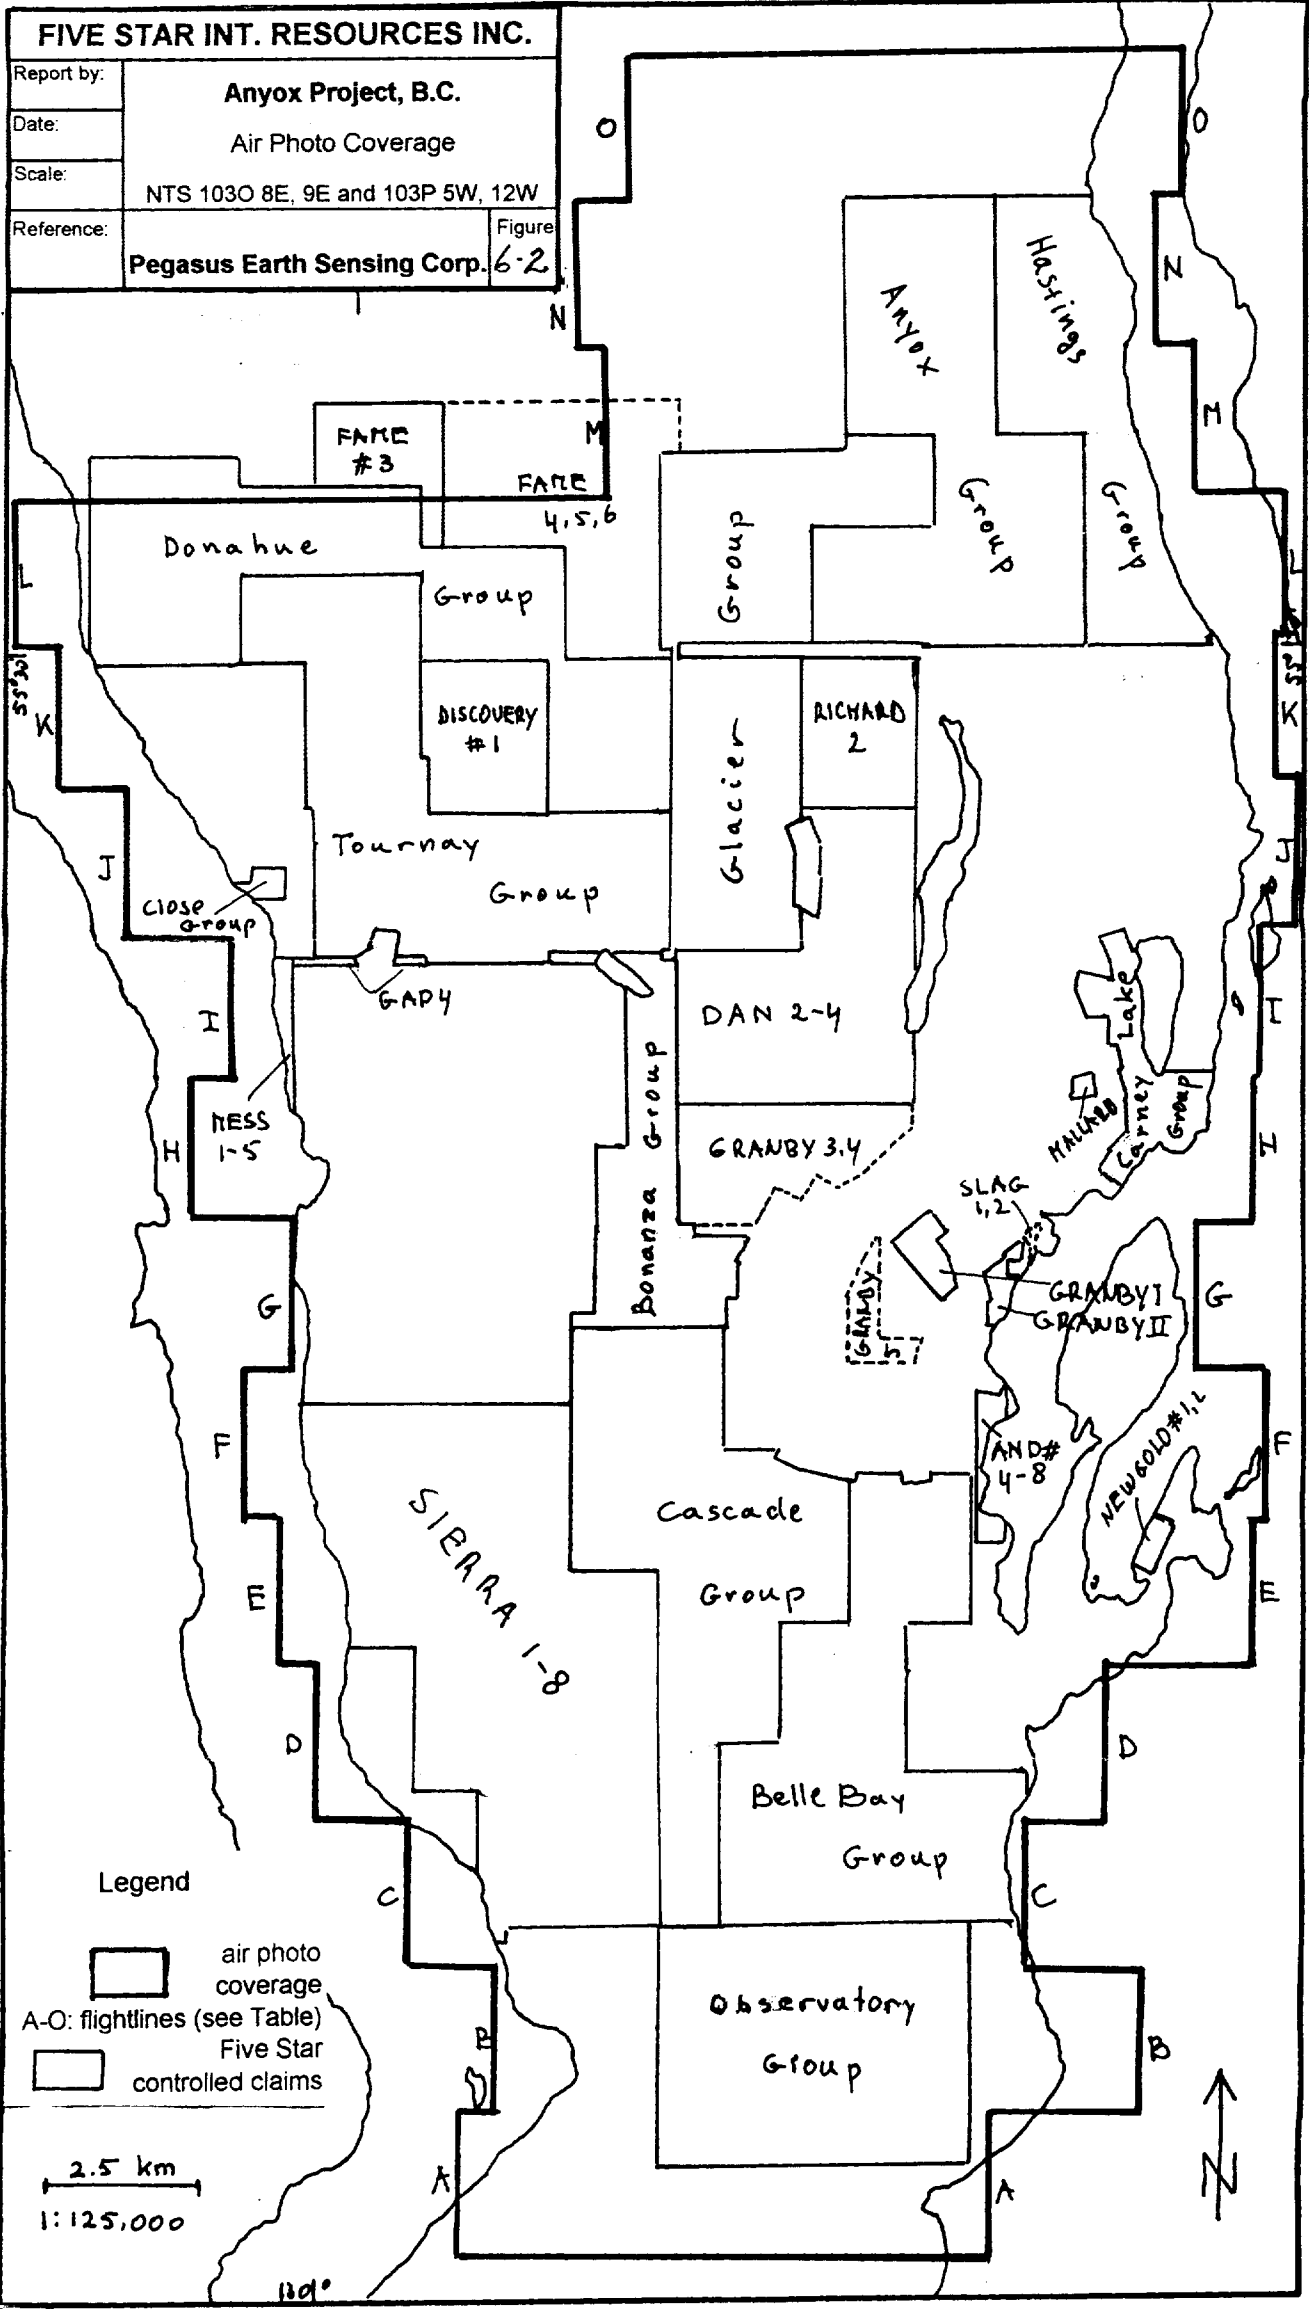 FIVE STAR INT. RESOURCES INC.
Report by:
Anyox Project, B.C.
Date:
Air Photo Coverage
Scale:
NTS 103O 8E, 9E and 103P 5W, 12W
Reference:
Pegasus Earth Sensing Corp.
Figure
6-2
O
O
N
N
Hastings
Anyox
M
M
FAME
#3
FAME
4,5,6
Group
Group
Group
Donahue
Group
L
L
55°30'
K
K
DISCOVERY
#1
RICHARD
2
Glacier
J
J
Tournay
Group
Close
Group
GAP4
I
I
DAN 2-4
Lake
Carney
Group
MALLARD
MESS
1-5
H
H
GRANBY 3,4
Bonanza Group
SLAG
1,2
G
G
GRANBY I
GRANBY II
GRANBY
5
F
F
AND#
4-8
NEWGOLD#1,2
SIERRA 1-8
Cascade
Group
E
E
D
D
Belle Bay
Group
C
C
Legend
air photo
coverage
A-O: flightlines (see Table)
Five Star
controlled claims
Observatory
Group
B
B
2.5 km
1:125,000
A
A
N
130°